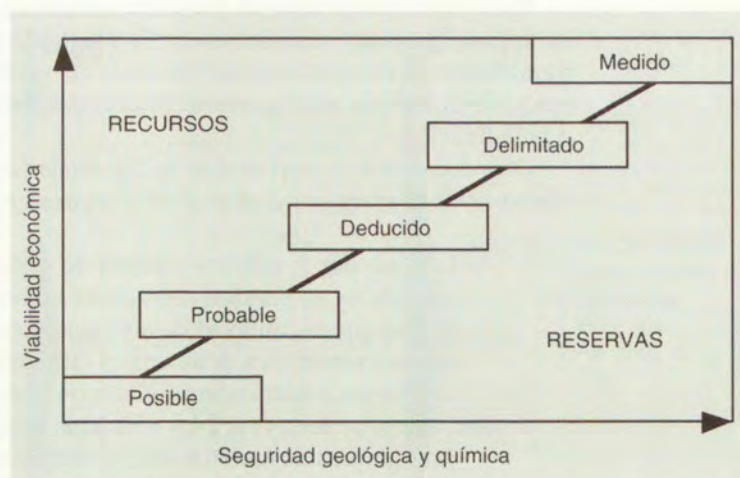 Medido
RECURSOS
Delimitado
Viabilidad económica
Deducido
Probable
RESERVAS
Posible
Seguridad geológica y química